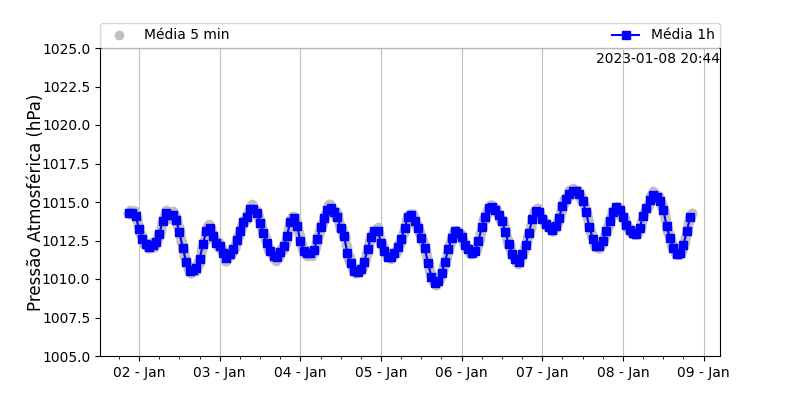 Média 5 min
Média 1h
2023-01-08 20:44
Pressão Atmosférica (hPa)
1025.0
1022.5
1020.0
1017.5
1015.0
1012.5
1010.0
1007.5
1005.0
02 - Jan
03 - Jan
04 - Jan
05 - Jan
06 - Jan
07 - Jan
08 - Jan
09 - Jan